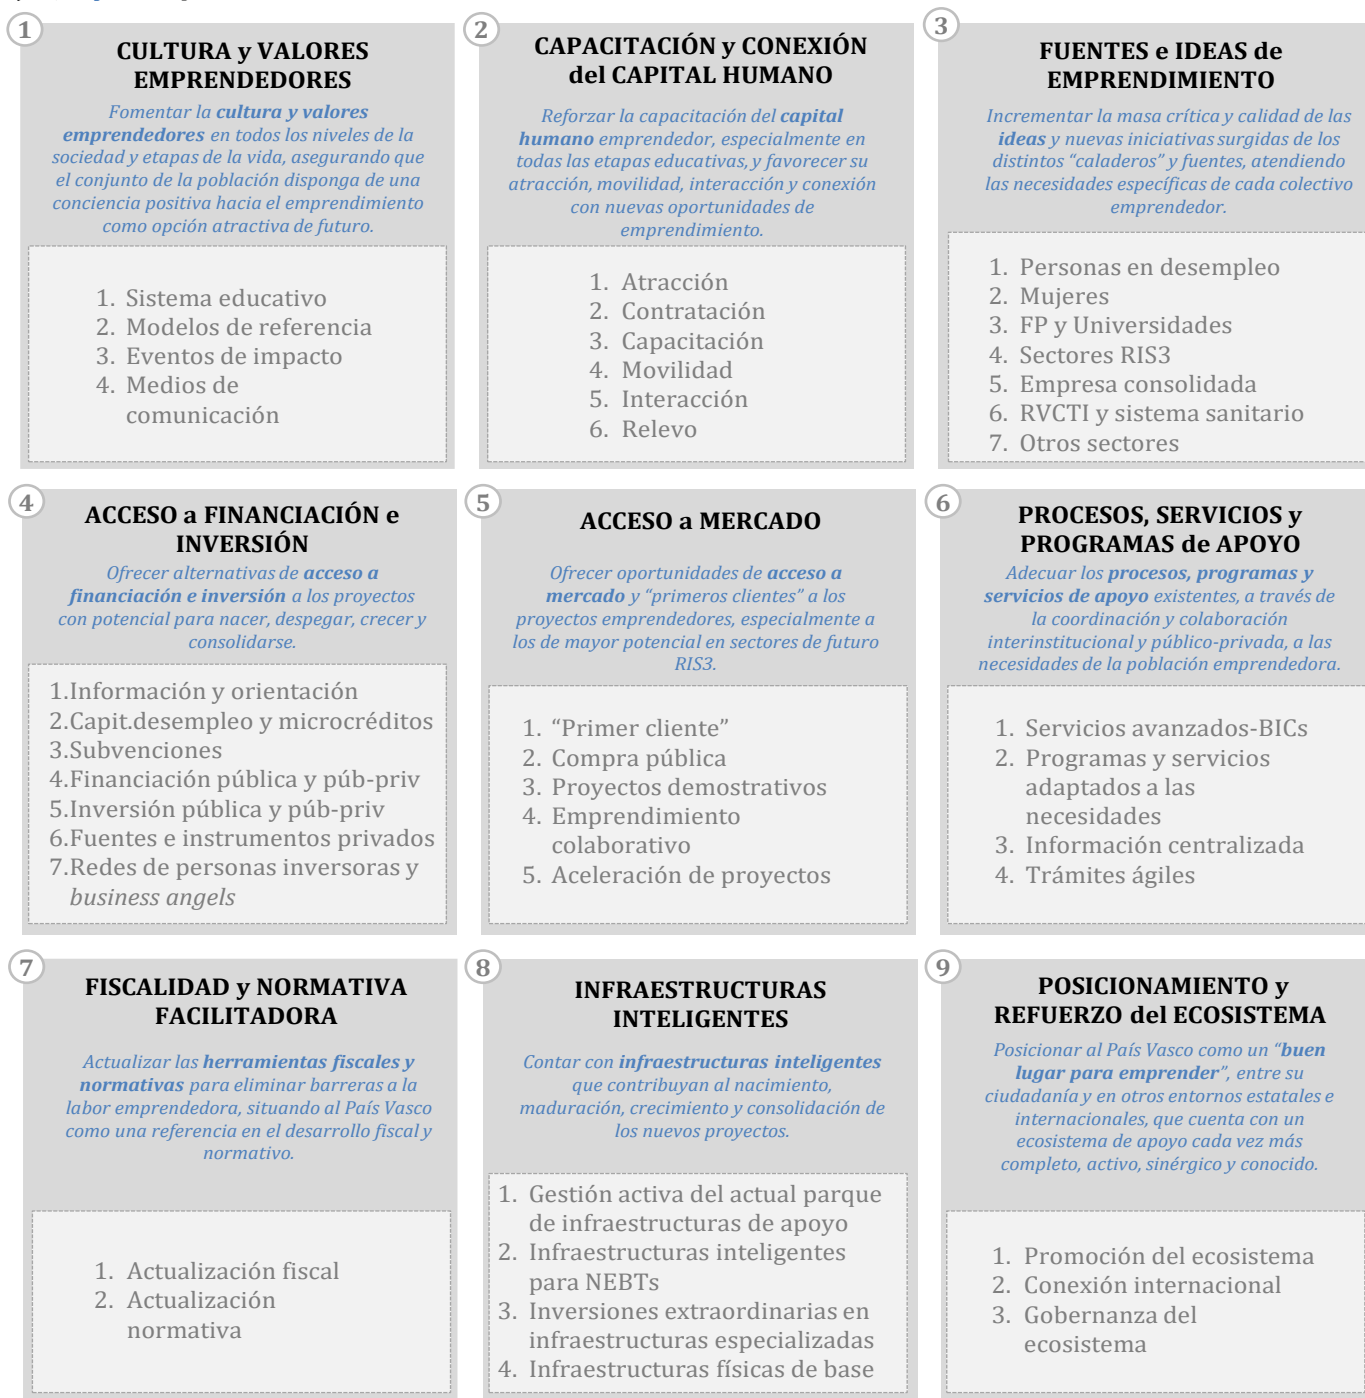 1
CULTURA y VALORES
EMPRENDEDORES
Fomentar la cultura y valores
emprendedores en todos los niveles de la
sociedad y etapas de la vida, asegurando que
el conjunto de la población disponga de una
conciencia positiva hacia el emprendimiento
como opción atractiva de futuro.
1. Sistema educativo
2. Modelos de referencia
3. Eventos de impacto
4. Medios de
comunicación
2
CAPACITACIÓN y CONEXIÓN
del CAPITAL HUMANO
Reforzar la capacitación del capital
humano emprendedor, especialmente en
todas las etapas educativas, y favorecer su
atracción, movilidad, interacción y conexión
con nuevas oportunidades de
emprendimiento.
1. Atracción
2. Contratación
3. Capacitación
4. Movilidad
5. Interacción
6. Relevo
3
FUENTES e IDEAS de
EMPRENDIMIENTO
Incrementar la masa crítica y calidad de las
ideas y nuevas iniciativas surgidas de los
distintos “caladeros” y fuentes, atendiendo
las necesidades específicas de cada colectivo
emprendedor.
1. Personas en desempleo
2. Mujeres
3. FP y Universidades
4. Sectores RIS3
5. Empresa consolidada
6. RVCTI y sistema sanitario
7. Otros sectores
4
ACCESO a FINANCIACIÓN e
INVERSIÓN
Ofrecer alternativas de acceso a
financiación e inversión a los proyectos
con potencial para nacer, despegar, crecer y
consolidarse.
1.Información y orientación
2.Capit.desempleo y microcréditos
3.Subvenciones
4.Financiación pública y púb-priv
5.Inversión pública y púb-priv
6.Fuentes e instrumentos privados
7.Redes de personas inversoras y
business angels
5
ACCESO a MERCADO
Ofrecer oportunidades de acceso a
mercado y “primeros clientes” a los
proyectos emprendedores, especialmente a
los de mayor potencial en sectores de futuro
RIS3.
1. “Primer cliente”
2. Compra pública
3. Proyectos demostrativos
4. Emprendimiento
colaborativo
5. Aceleración de proyectos
6
PROCESOS, SERVICIOS y
PROGRAMAS de APOYO
Adecuar los procesos, programas y
servicios de apoyo existentes, a través de
la coordinación y colaboración
interinstitucional y público-privada, a las
necesidades de la población emprendedora.
1. Servicios avanzados-BICs
2. Programas y servicios
adaptados a las
necesidades
3. Información centralizada
4. Trámites ágiles
7
FISCALIDAD y NORMATIVA
FACILITADORA
Actualizar las herramientas fiscales y
normativas para eliminar barreras a la
labor emprendedora, situando al País Vasco
como una referencia en el desarrollo fiscal y
normativo.
1. Actualización fiscal
2. Actualización
normativa
8
INFRAESTRUCTURAS
INTELIGENTES
Contar con infraestructuras inteligentes
que contribuyan al nacimiento,
maduración, crecimiento y consolidación de
los nuevos proyectos.
1. Gestión activa del actual parque
de infraestructuras de apoyo
2. Infraestructuras inteligentes
para NEBTs
3. Inversiones extraordinarias en
infraestructuras especializadas
4. Infraestructuras físicas de base
9
POSICIONAMIENTO y
REFUERZO del ECOSISTEMA
Posicionar al País Vasco como un “buen
lugar para emprender”, entre su
ciudadanía y en otros entornos estatales e
internacionales, que cuenta con un
ecosistema de apoyo cada vez más
completo, activo, sinérgico y conocido.
1. Promoción del ecosistema
2. Conexión internacional
3. Gobernanza del
ecosistema